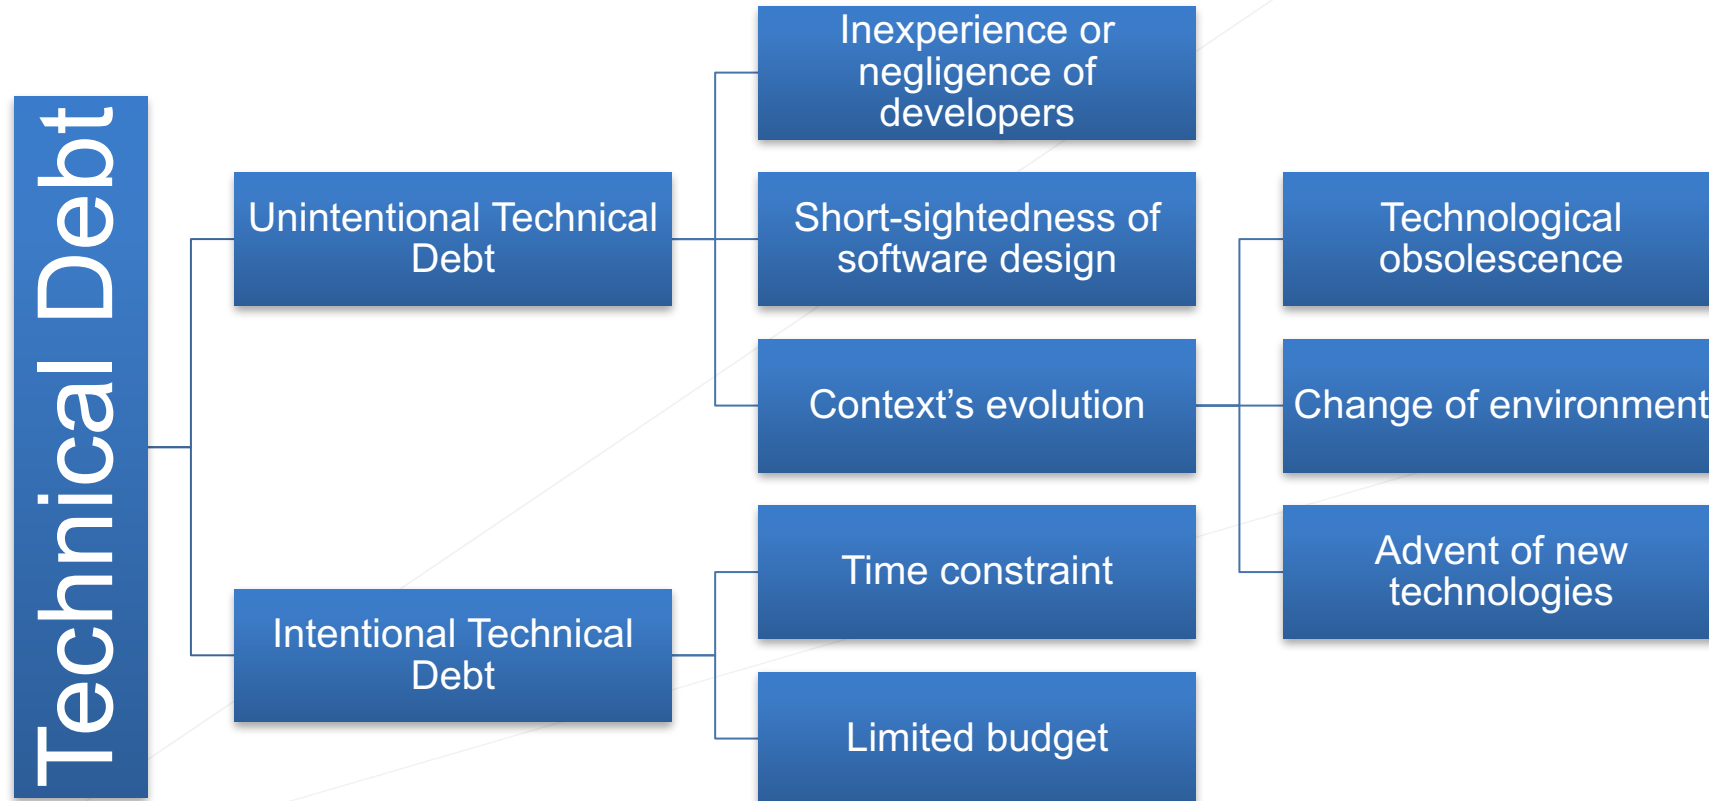 Technical Debt
Unintentional Technical
Debt
Inexperience or
negligence of
developers
Short-sightedness of
software design
Context’s evolution
Technological
obsolescence
Change of environment
Advent of new
technologies
Intentional Technical
Debt
Time constraint
Limited budget